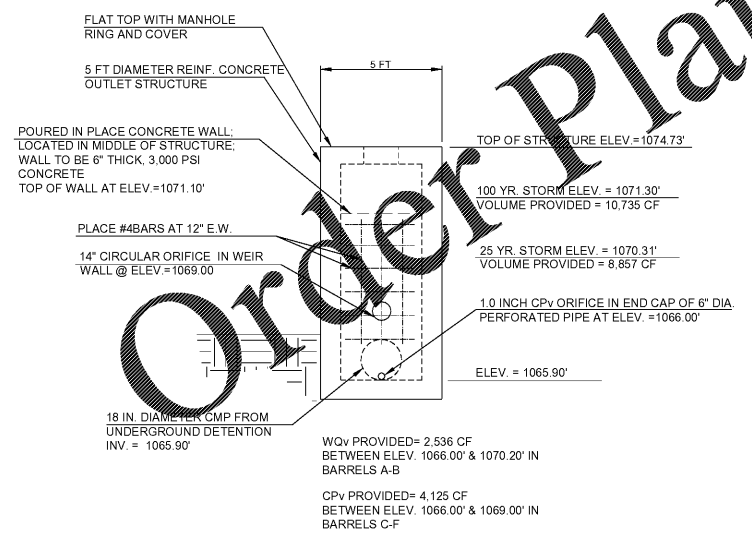 FLAT TOP WITH MANHOLE
RING AND COVER
5 FT DIAMETER REINF. CONCRETE
OUTLET STRUCTURE
5 FT
POURED IN PLACE CONCRETE WALL;
LOCATED IN MIDDLE OF STRUCTURE;
WALL TO BE 6" THICK, 3,000 PSI
CONCRETE
TOP OF WALL AT ELEV.=1071.10'
PLACE #4BARS AT 12" E.W.
14" CIRCULAR ORIFICE IN WEIR
WALL @ ELEV.=1069.00
18 IN. DIAMETER CMP FROM
UNDERGROUND DETENTION
INV. = 1065.90'
TOP OF STRUCTURE ELEV.=1074.73'
100 YR. STORM ELEV. = 1071.30'
VOLUME PROVIDED = 10,735 CF
25 YR. STORM ELEV. = 1070.31'
VOLUME PROVIDED = 8,857 CF
1.0 INCH CPv ORIFICE IN END CAP OF 6" DIA.
PERFORATED PIPE AT ELEV. =1066.00'
ELEV. = 1065.90'
WQv PROVIDED= 2,536 CF
BETWEEN ELEV. 1066.00' & 1070.20' IN
BARRELS A-B
CPv PROVIDED= 4,125 CF
BETWEEN ELEV. 1066.00' & 1069.00' IN
BARRELS C-F
Order Pla